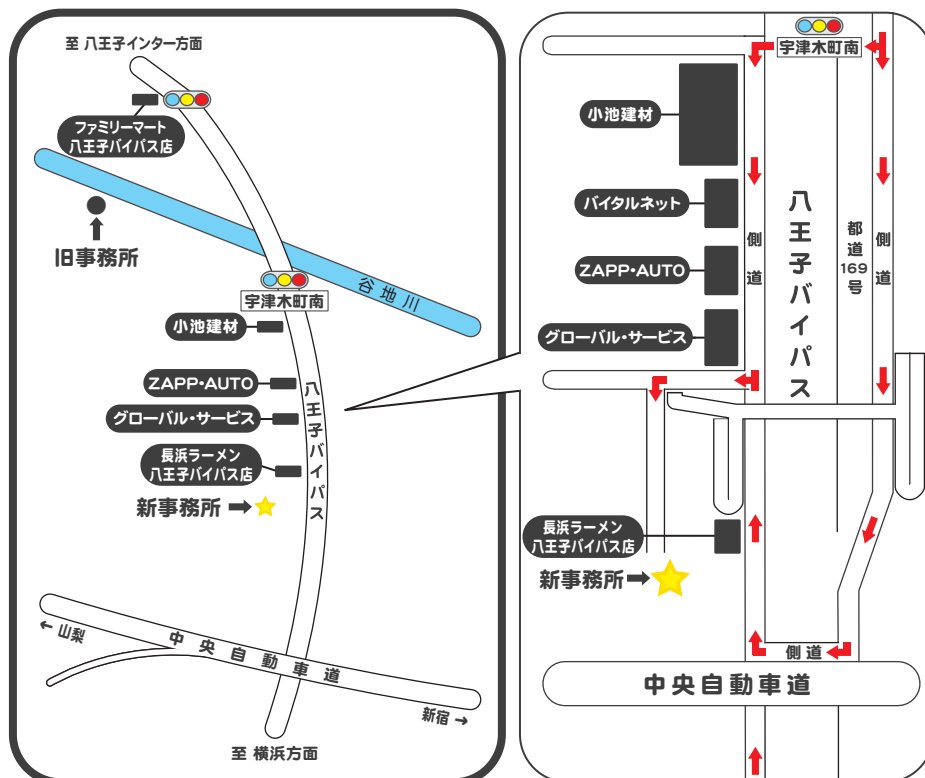 至 八王子インター方面
ファミリーマート
八王子バイパス店
旧事務所
谷地川
宇津木町南
小池建材
ZAPP・AUTO
グローバル・サービス
八王子バイパス
長浜ラーメン
八王子バイパス店
新事務所
← 山梨
中央自動車道
新宿 →
至 横浜方面
宇津木町南
小池建材
バイタルネット
ZAPP・AUTO
グローバル・サービス
側道
八王子バイパス
都道169号
側道
長浜ラーメン
八王子バイパス店
新事務所
側道
中央自動車道